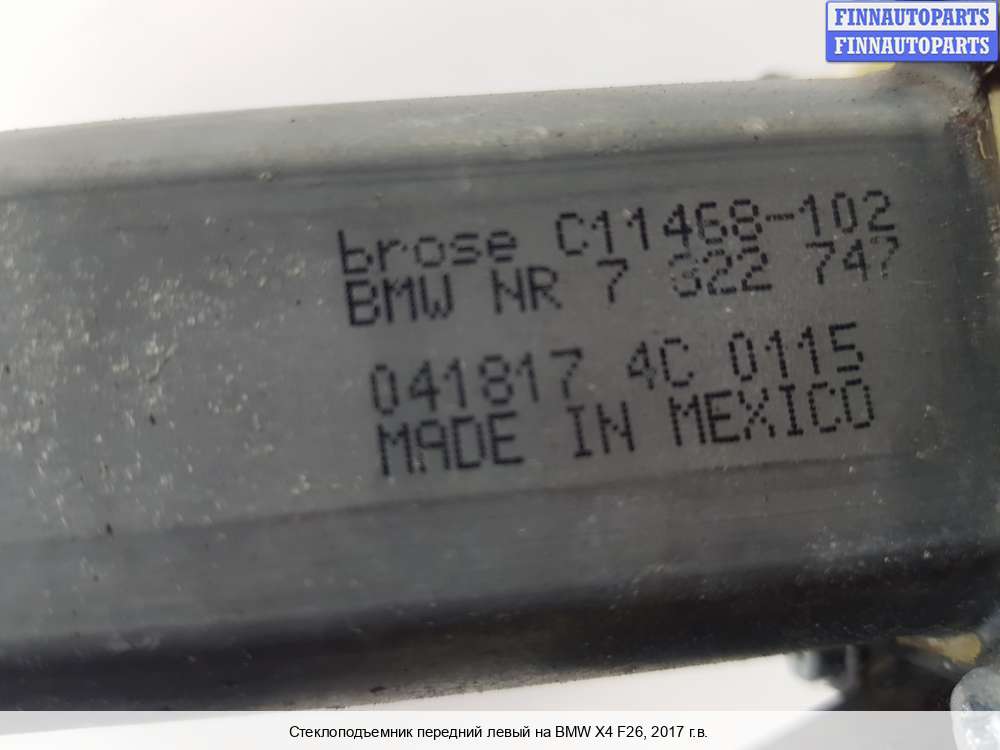 FINNAUTOPARTS
FINNAUTOPARTS
brose C11468-102
BMW NR 7 322 747
041817 4C 0115
MADE IN MEXICO
Стеклоподъемник передний левый на BMW X4 F26, 2017 г.в.